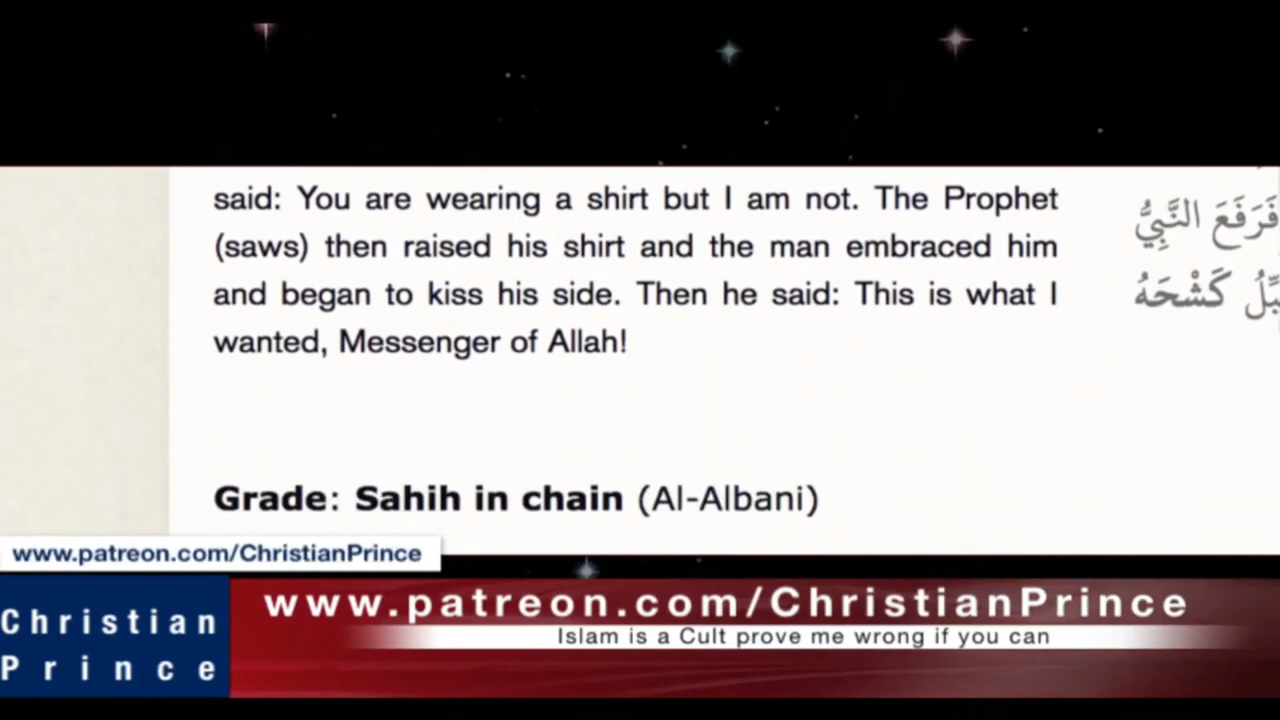 said: You are wearing a shirt but I am not. The Prophet
(saws) then raised his shirt and the man embraced him
and began to kiss his side. Then he said: This is what I
wanted, Messenger of Allah!
فَرَفَعَ النَّبِيُّ
كَشْحَهُ
Grade: Sahih in chain (Al-Albani)
www.patreon.com/ChristianPrince
Christian
Prince
www.patreon.com/ChristianPrince
Islam is a Cult prove me wrong if you can